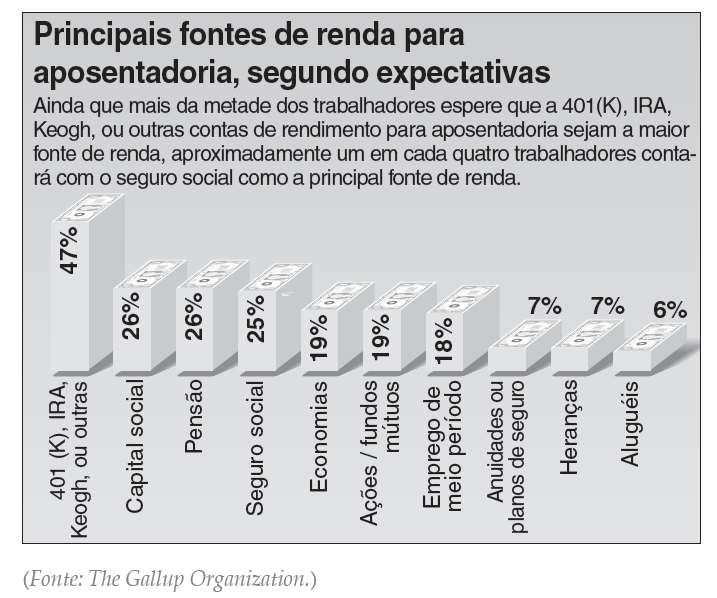 Principais fontes de renda para
aposentadoria, segundo expectativas
Ainda que mais da metade dos trabalhadores espere que a 401(K), IRA,
Keogh, ou outras contas de rendimento para aposentadoria sejam a maior
fonte de renda, aproximadamente um em cada quatro trabalhadores conta-
rá com o seguro social como a principal fonte de renda.
47%
26%
26%
25%
19%
19%
18%
7%
7%
6%
401 (K), IRA,
Keogh, ou outras
Capital social
Pensão
Seguro social
Economias
Ações / fundos
mútuos
Emprego de
meio período
Anuidades ou
planos de seguro
Heranças
Aluguéis
(Fonte: The Gallup Organization.)